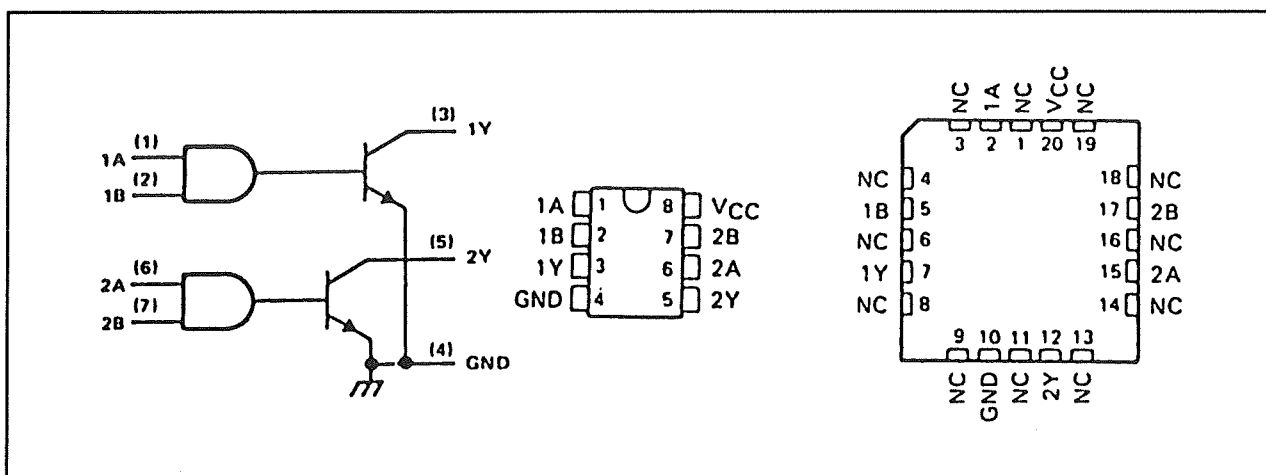 (1)
1A
(2)
1B
(3)
1Y
(5)
2Y
(6)
2A
(7)
2B
(4)
GND
1A 1 8 VCC
1B 2 7 2B
1Y 3 6 2A
GND 4 5 2Y
NC 1A NC VCC NC
3 2 1 20 19
NC 4 18 NC
1B 5 17 2B
NC 6 16 NC
1Y 7 15 2A
NC 8 14 NC
9 10 11 12 13
NC GND NC 2Y NC